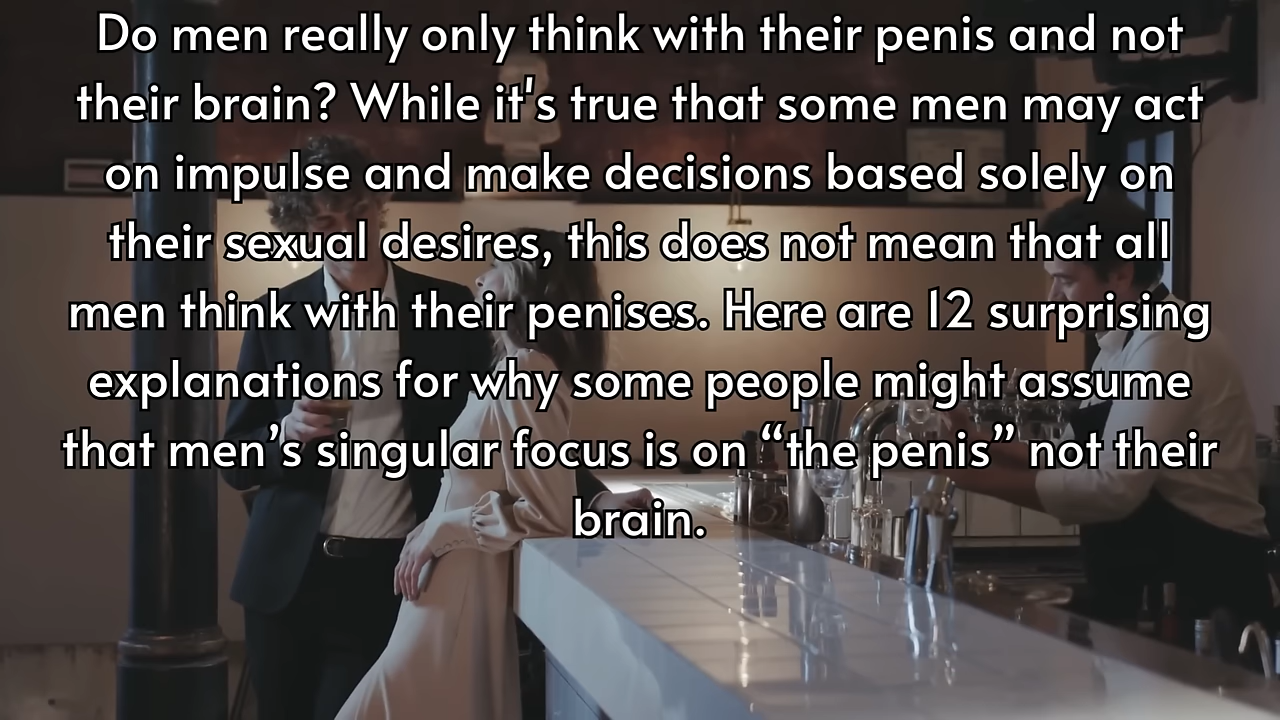 Do men really only think with their penis and not
their brain? While it's true that some men may act
on impulse and make decisions based solely on
their sexual desires, this does not mean that all
men think with their penises. Here are 12 surprising
explanations for why some people might assume
that men’s singular focus is on “the penis” not their
brain.